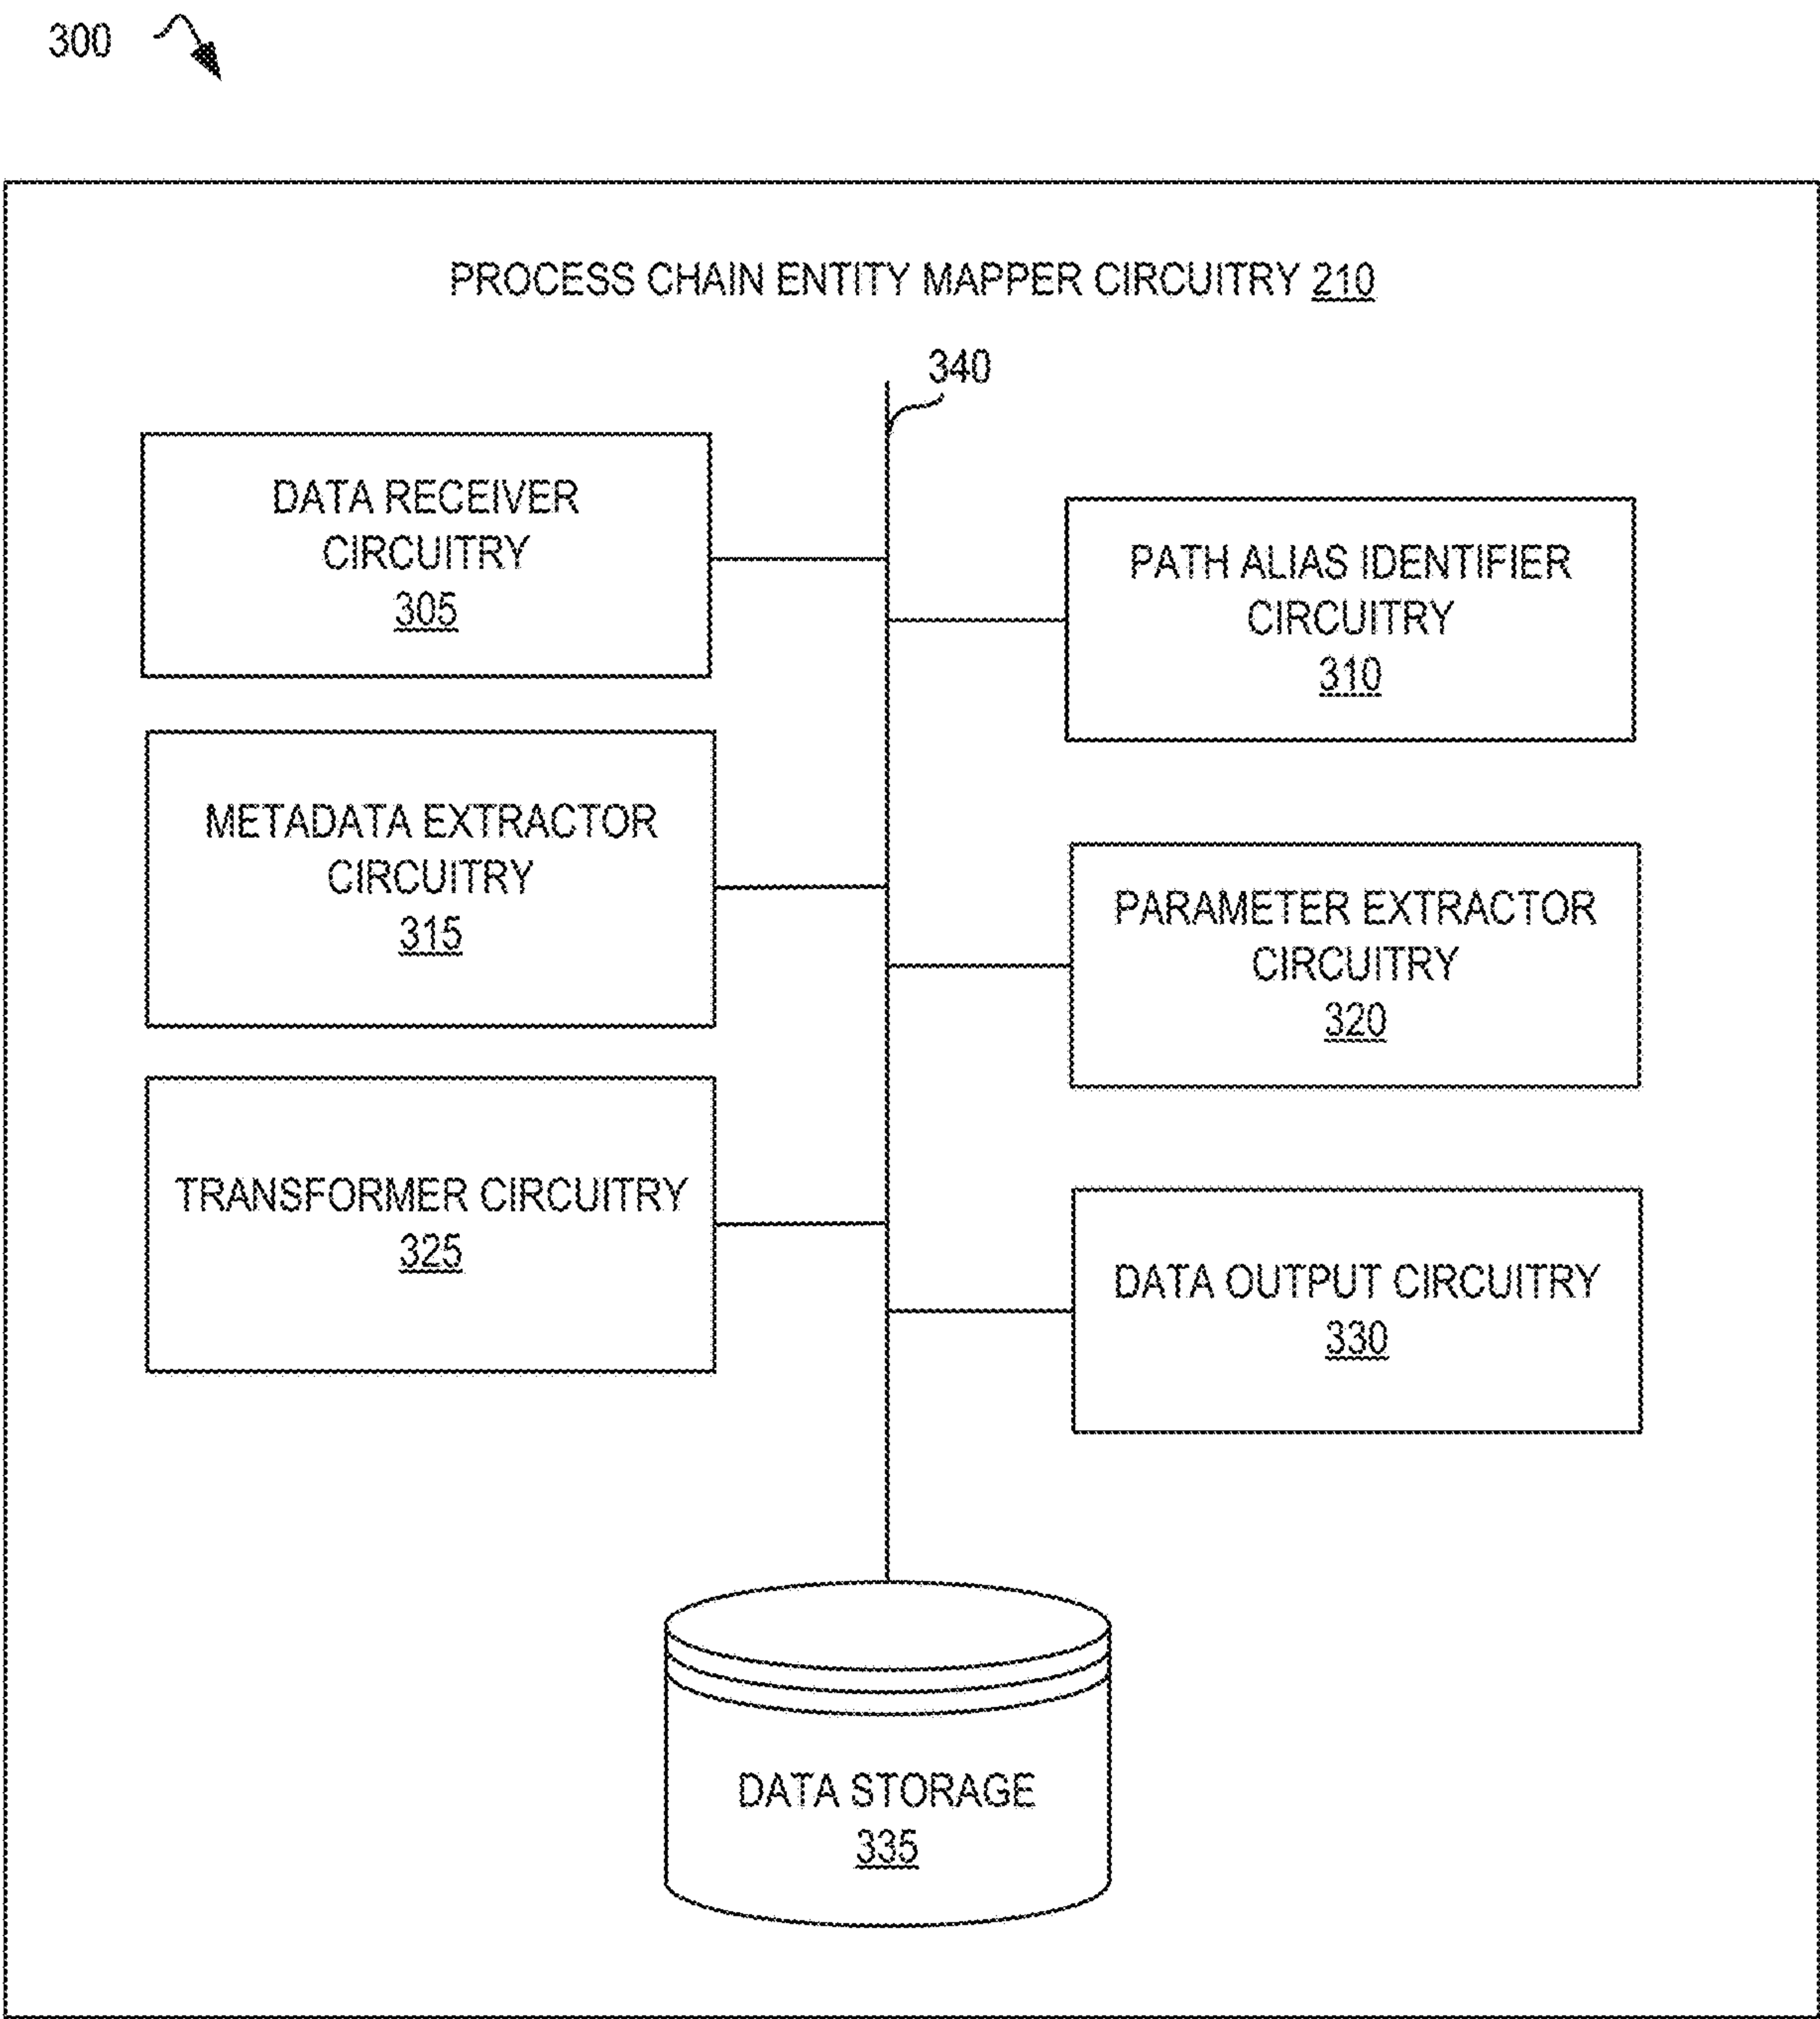 300
PROCESS CHAIN ENTITY MAPPER CIRCUITRY 210
340
DATA RECEIVER
CIRCUITRY
305
PATH ALIAS IDENTIFIER
CIRCUITRY
310
METADATA EXTRACTOR
CIRCUITRY
315
PARAMETER EXTRACTOR
CIRCUITRY
320
TRANSFORMER CIRCUITRY
325
DATA OUTPUT CIRCUITRY
330
DATA STORAGE
335